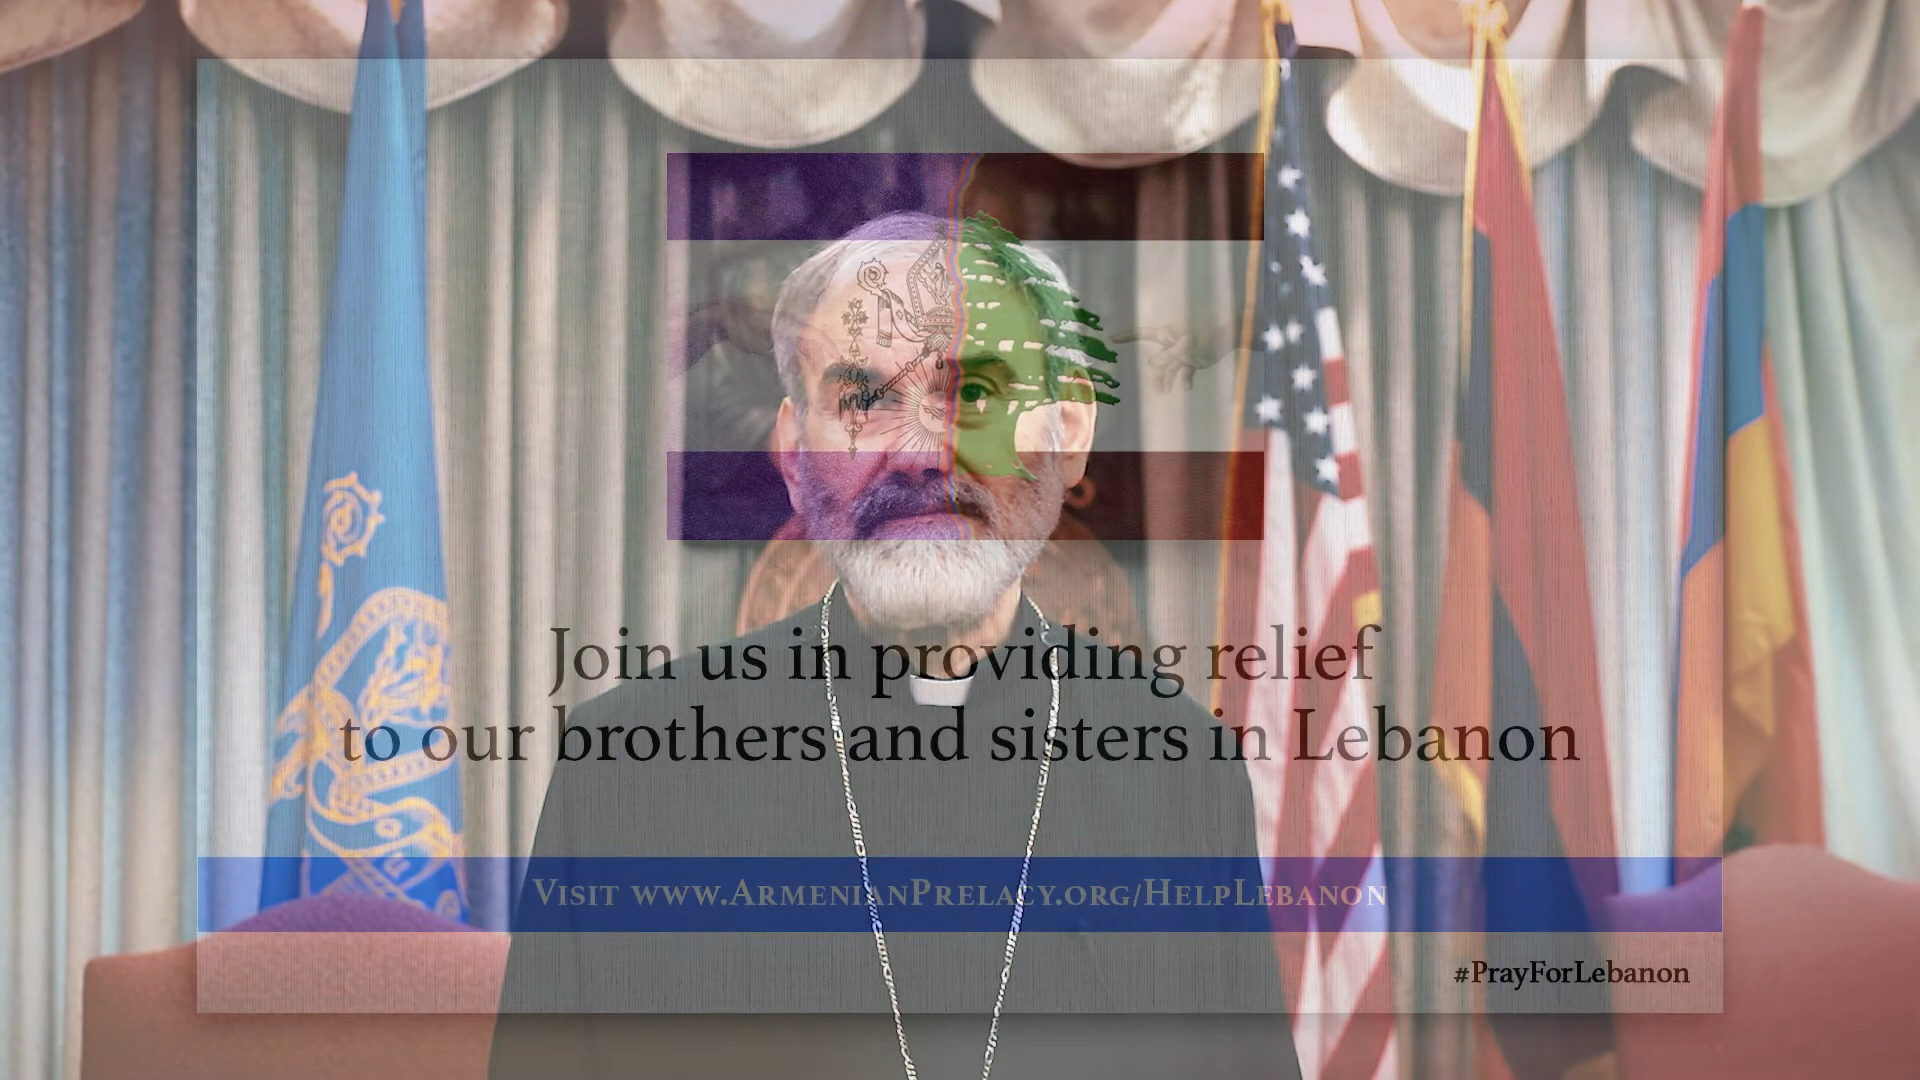 Join us in providing relief
to our brothers and sisters in Lebanon
Visit www.ArmenianPrelacy.org/HelpLebanon
#PrayForLebanon